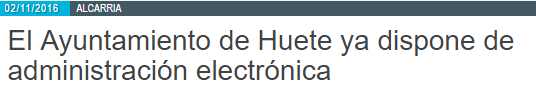 02/11/2016 ALCARRIA
El Ayuntamiento de Huete ya dispone de
administración electrónica